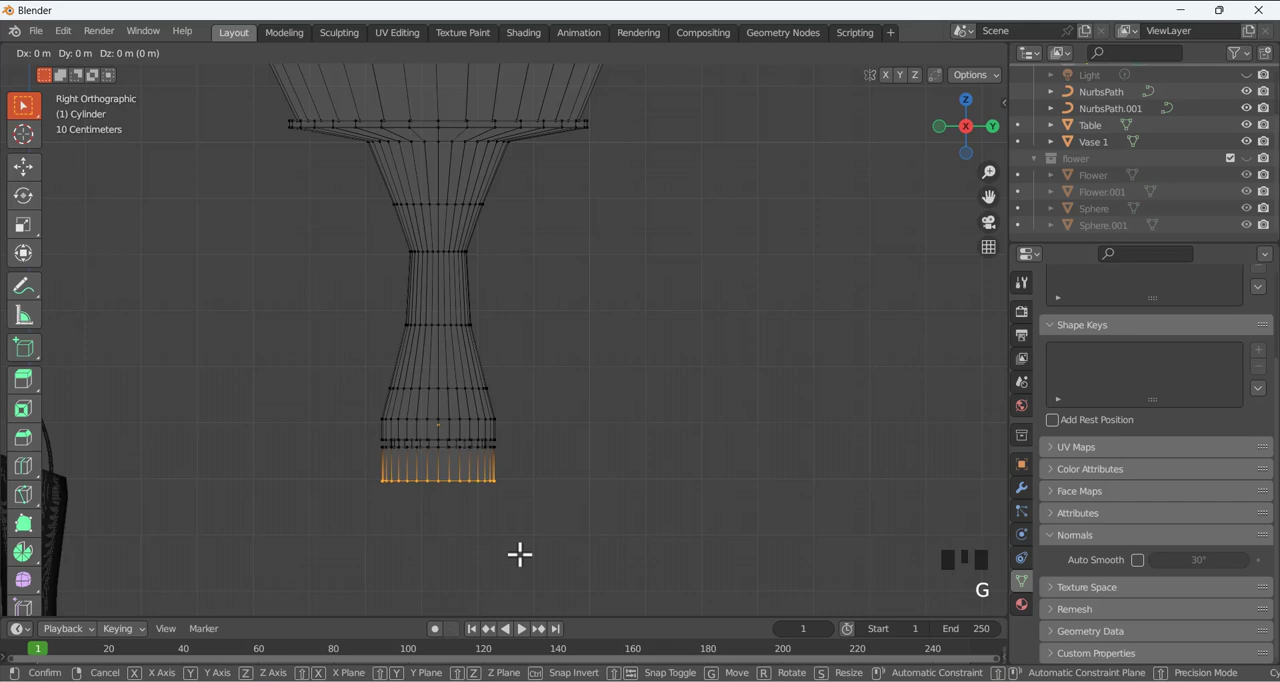 Blender
File Edit Render Window Help Layout Modeling Sculpting UV Editing Texture Paint Shading Animation Rendering Compositing Geometry Nodes Scripting + Scene ViewLayer
Dx: 0 m Dy: 0 m Dz: 0 m (0 m)
X Y Z Options
Right Orthographic
(1) Cylinder
10 Centimeters
Z
X Y
Light
NurbsPath
NurbsPath.001
Table
Vase 1
flower
Flower
Flower.001
Sphere
Sphere.001
Shape Keys
Add Rest Position
UV Maps
Color Attributes
Face Maps
Attributes
Normals
Auto Smooth 30°
Texture Space
Remesh
Geometry Data
Custom Properties
G
Playback Keying View Marker 1 Start 1 End 250
1 20 40 60 80 100 120 140 160 180 200 220 240
Confirm Cancel X X Axis Y Y Axis Z Z Axis X X Plane Y Y Plane Z Z Plane Ctrl Snap Invert Snap Toggle G Move R Rotate S Resize Automatic Constraint Automatic Constraint Plane Precision Mode